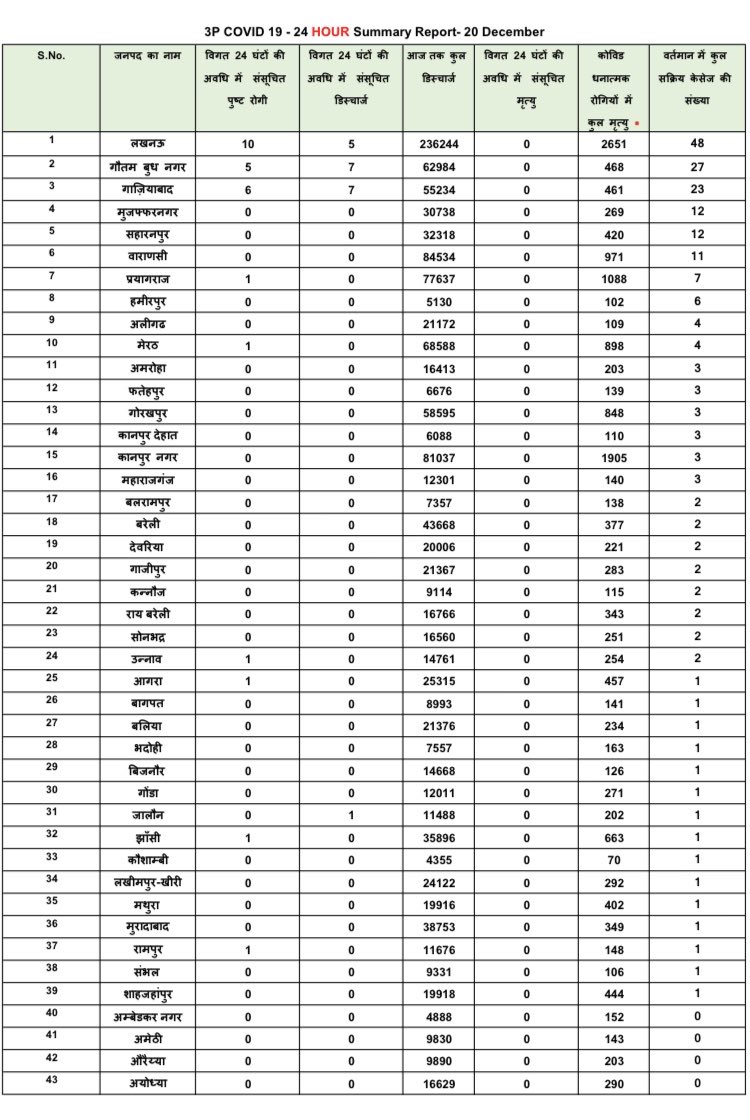 3P COVID 19 - 24 HOUR Summary Report- 20 December
S.No. जनपद का नाम विगत 24 घंटों की अवधि में संसूचित पुष्ट रोगी विगत 24 घंटों की अवधि में संसूचित डिस्चार्ज आज तक कुल डिस्चार्ज विगत 24 घंटों की अवधि में संसूचित मृत्यु कोविड धनात्मक रोगियों में कुल मृत्यु वर्तमान में कुल सक्रिय केसेज की संख्या
1 लखनऊ 10 5 236244 0 2651 48
2 गौतम बुध नगर 5 7 62984 0 468 27
3 गाज़ियाबाद 6 7 55234 0 461 23
4 मुजफ्फरनगर 0 0 30738 0 269 12
5 सहारनपुर 0 0 32318 0 420 12
6 वाराणसी 0 0 84534 0 971 11
7 प्रयागराज 1 0 77637 0 1088 7
8 हमीरपुर 0 0 5130 0 102 6
9 अलीगढ 0 0 21172 0 109 4
10 मेरठ 1 0 68588 0 898 4
11 अमरोहा 0 0 16413 0 203 3
12 फतेहपुर 0 0 6676 0 139 3
13 गोरखपुर 0 0 58595 0 848 3
14 कानपुर देहात 0 0 6088 0 110 3
15 कानपुर नगर 0 0 81037 0 1905 3
16 महाराजगंज 0 0 12301 0 140 3
17 बलरामपुर 0 0 7357 0 138 2
18 बरेली 0 0 43668 0 377 2
19 देवरिया 0 0 20006 0 221 2
20 गाजीपुर 0 0 21367 0 283 2
21 कन्नौज 0 0 9114 0 115 2
22 राय बरेली 0 0 16766 0 343 2
23 सोनभद्र 0 0 16560 0 251 2
24 उन्नाव 1 0 14761 0 254 2
25 आगरा 1 0 25315 0 457 1
26 बागपत 0 0 8993 0 141 1
27 बलिया 0 0 21376 0 234 1
28 भदोही 0 0 7557 0 163 1
29 बिजनौर 0 0 14668 0 126 1
30 गोंडा 0 0 12011 0 271 1
31 जालौन 0 1 11488 0 202 1
32 झाँसी 1 0 35896 0 663 1
33 कौशाम्बी 0 0 4355 0 70 1
34 लखीमपुर-खीरी 0 0 24122 0 292 1
35 मथुरा 0 0 19916 0 402 1
36 मुरादाबाद 0 0 38753 0 349 1
37 रामपुर 1 0 11676 0 148 1
38 संभल 0 0 9331 0 106 1
39 शाहजहांपुर 0 0 19918 0 444 1
40 अम्बेडकर नगर 0 0 4888 0 152 0
41 अमेठी 0 0 9830 0 143 0
42 औरैय्या 0 0 9890 0 203 0
43 अयोध्या 0 0 16629 0 290 0